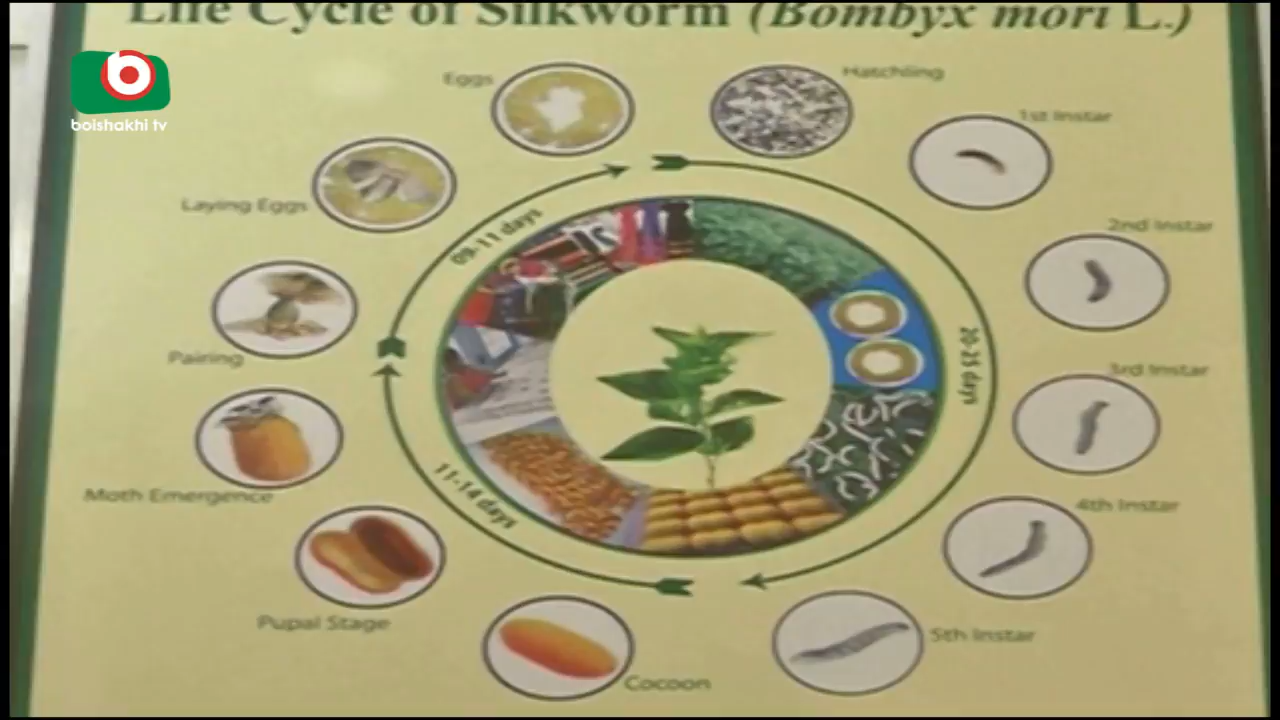 Life Cycle of Silkworm (Bombyx mori L.)
boishakhi tv
Eggs
Hatchling
1st Instar
2nd Instar
3rd Instar
4th Instar
5th Instar
Cocoon
Pupal Stage
Moth Emergence
Pairing
Laying Eggs
09-11 days
20-25 days
11-14 days